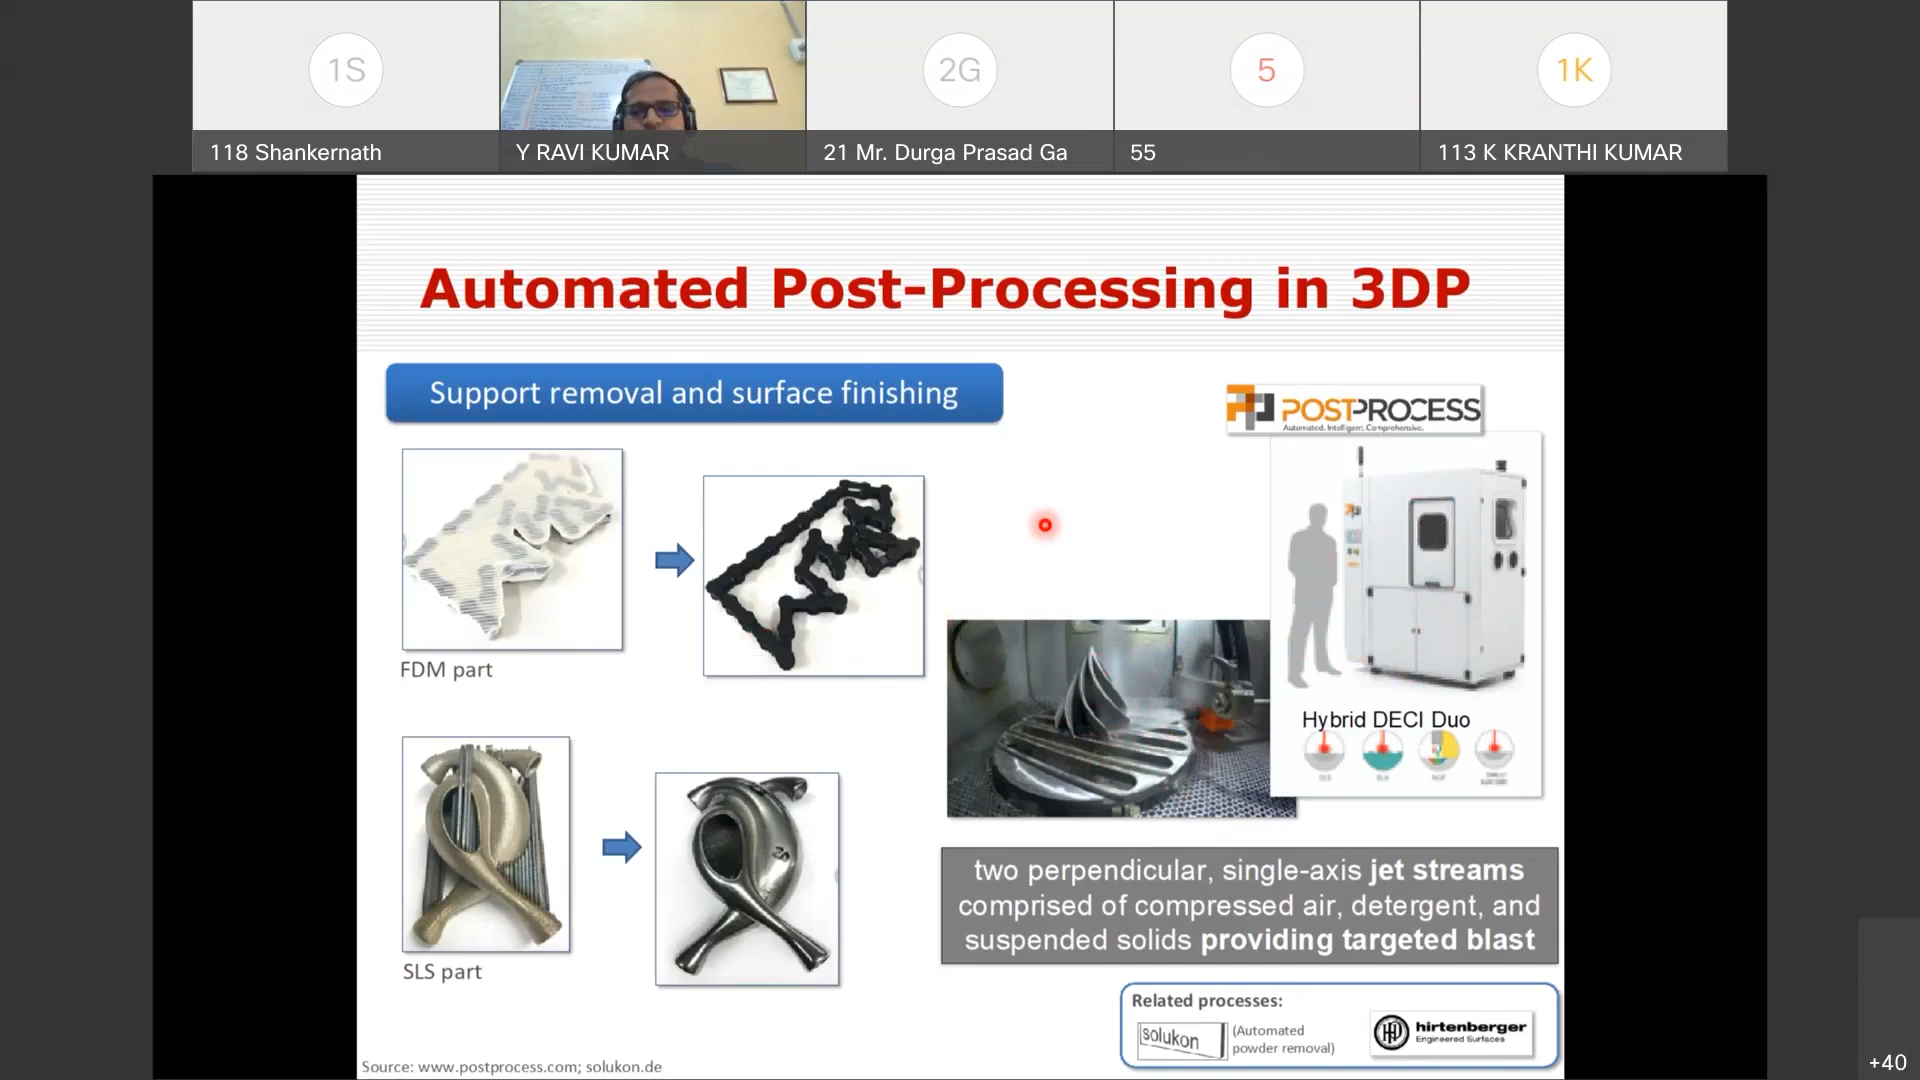 1S
2G
5
1K
118 Shankernath
Y RAVI KUMAR
21 Mr. Durga Prasad Ga
55
113 K KRANTHI KUMAR
Automated Post-Processing in 3DP
Support removal and surface finishing
POSTPROCESS
Automated. Intelligent. Comprehensive.
FDM part
Hybrid DECI Duo
SLS part
two perpendicular, single-axis jet streams
comprised of compressed air, detergent, and
suspended solids providing targeted blast
Related processes:
solukon
(Automated
powder removal)
hirtenberger
Engineered Surfaces
Source: www.postprocess.com; solukon.de
+40